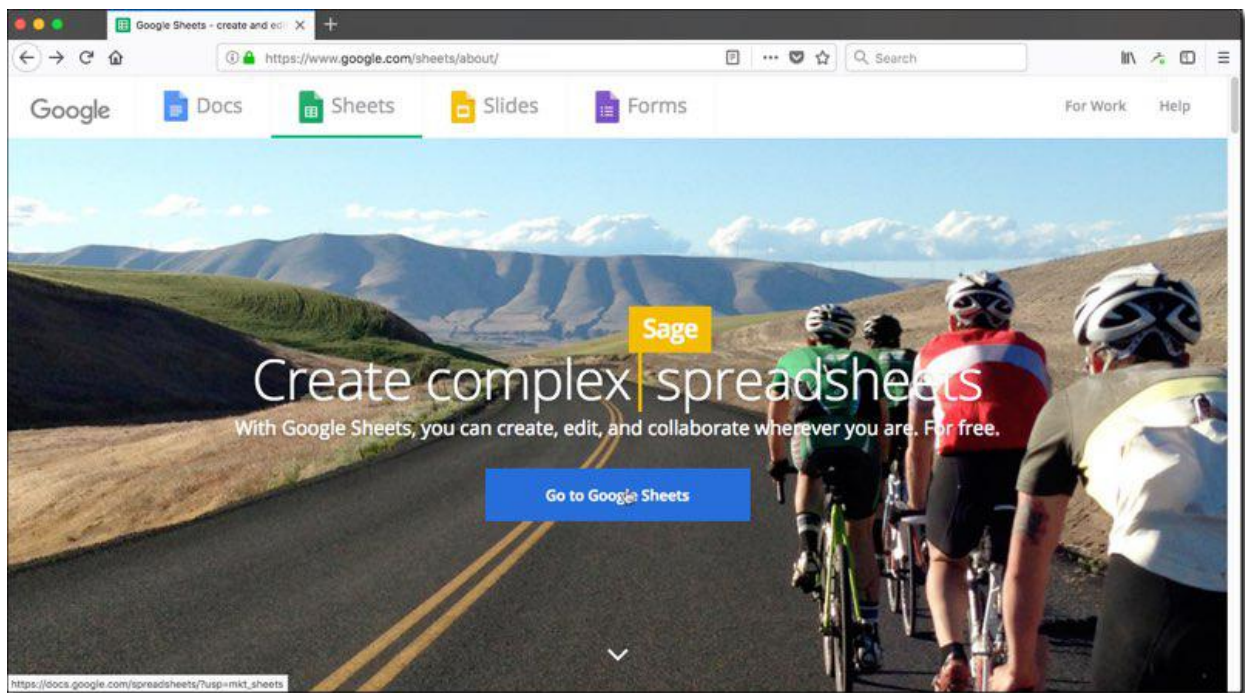 Google Sheets - create and edi
https://www.google.com/sheets/about/
Search
Google
Docs
Sheets
Slides
Forms
For Work
Help
Sage
Create complex spreadsheets
With Google Sheets, you can create, edit, and collaborate wherever you are. For free.
Go to Google Sheets
https://docs.google.com/spreadsheets/?usp=mkt_sheets